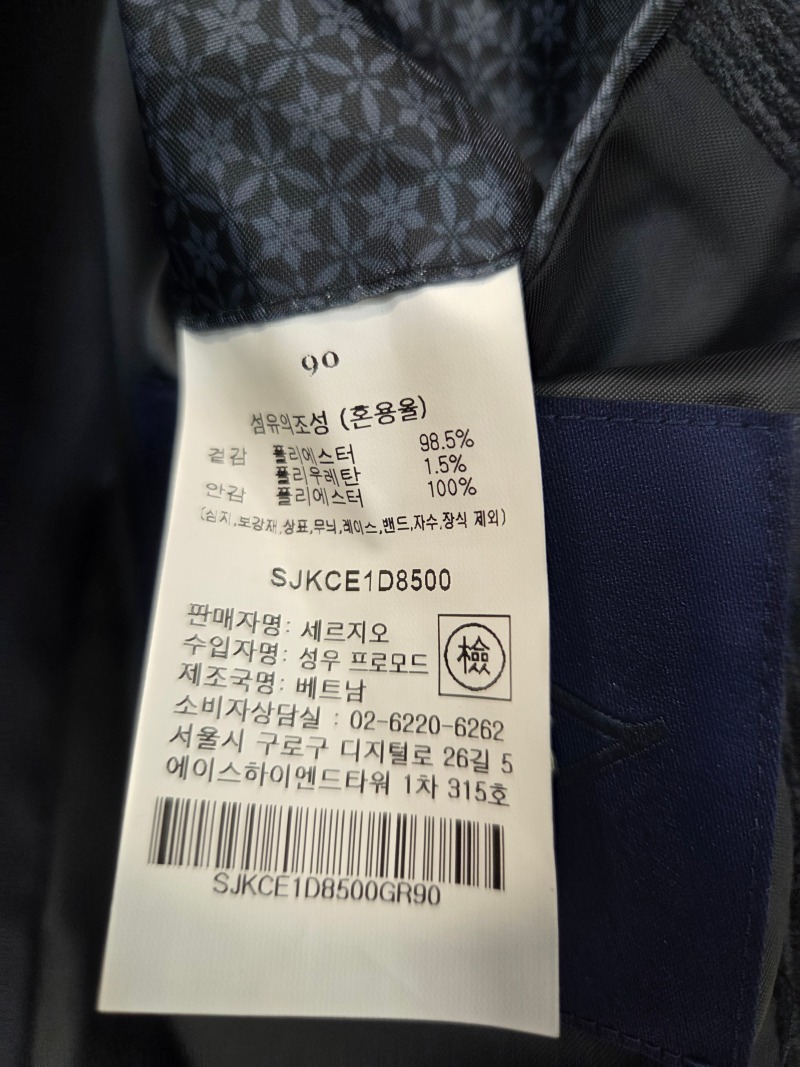 90
섬유의조성 (혼용율)
겉감 폴리에스터 98.5%
폴리우레탄 1.5%
안감 폴리에스터 100%
(심지,보강재,상표,무늬,레이스,밴드,자수,장식 제외)
SJKCE1D8500
판매자명: 세르지오
수입자명: 성우 프로모드
檢
제조국명: 베트남
소비자상담실 : 02-6220-6262
서울시 구로구 디지털로 26길 5
에이스하이엔드타워 1차 315호
SJKCE1D8500GR90